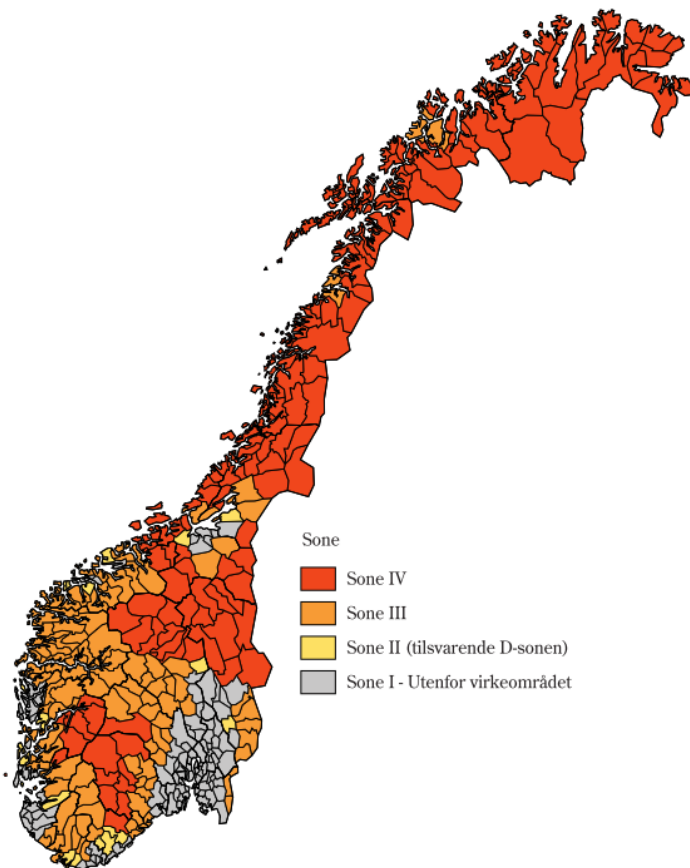 Sone
Sone IV
Sone III
Sone II (tilsvarende D-sonen)
Sone I - Utenfor virkeområdet